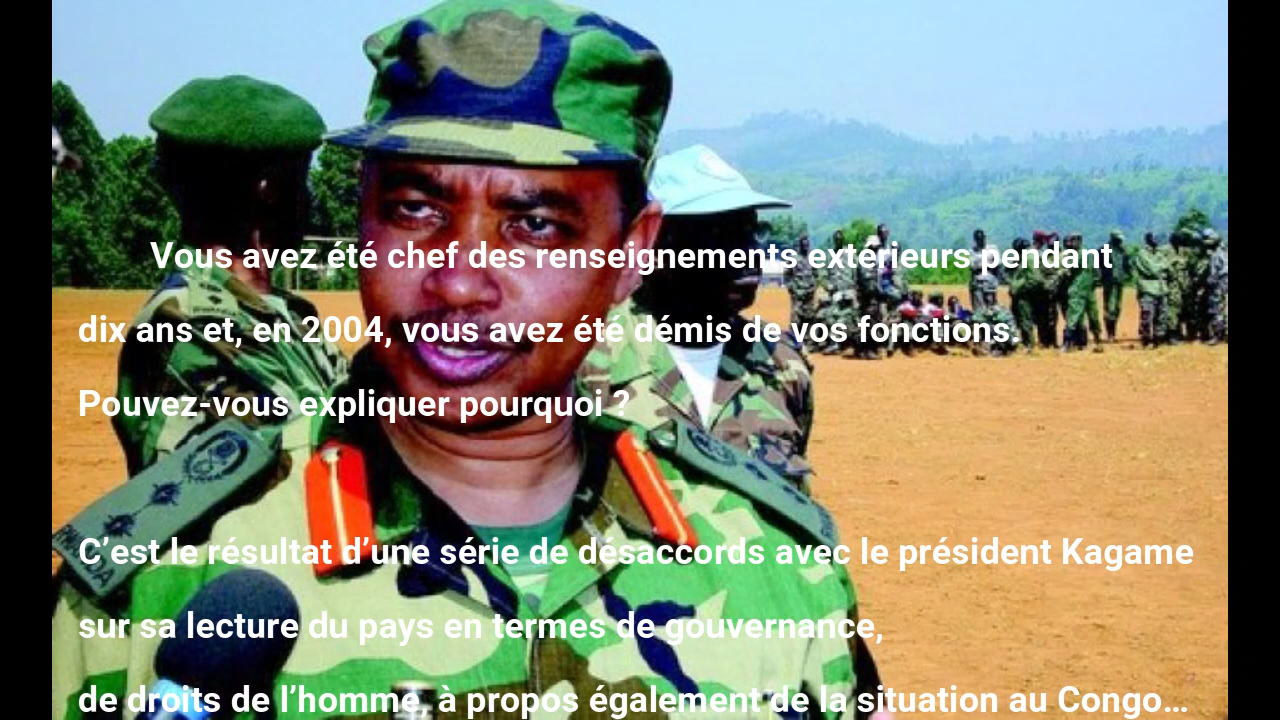 Vous avez été chef des renseignements extérieurs pendant
dix ans et, en 2004, vous avez été démis de vos fonctions.
Pouvez-vous expliquer pourquoi ?
C’est le résultat d’une série de désaccords avec le président Kagame
sur sa lecture du pays en termes de gouvernance,
de droits de l’homme, à propos également de la situation au Congo…